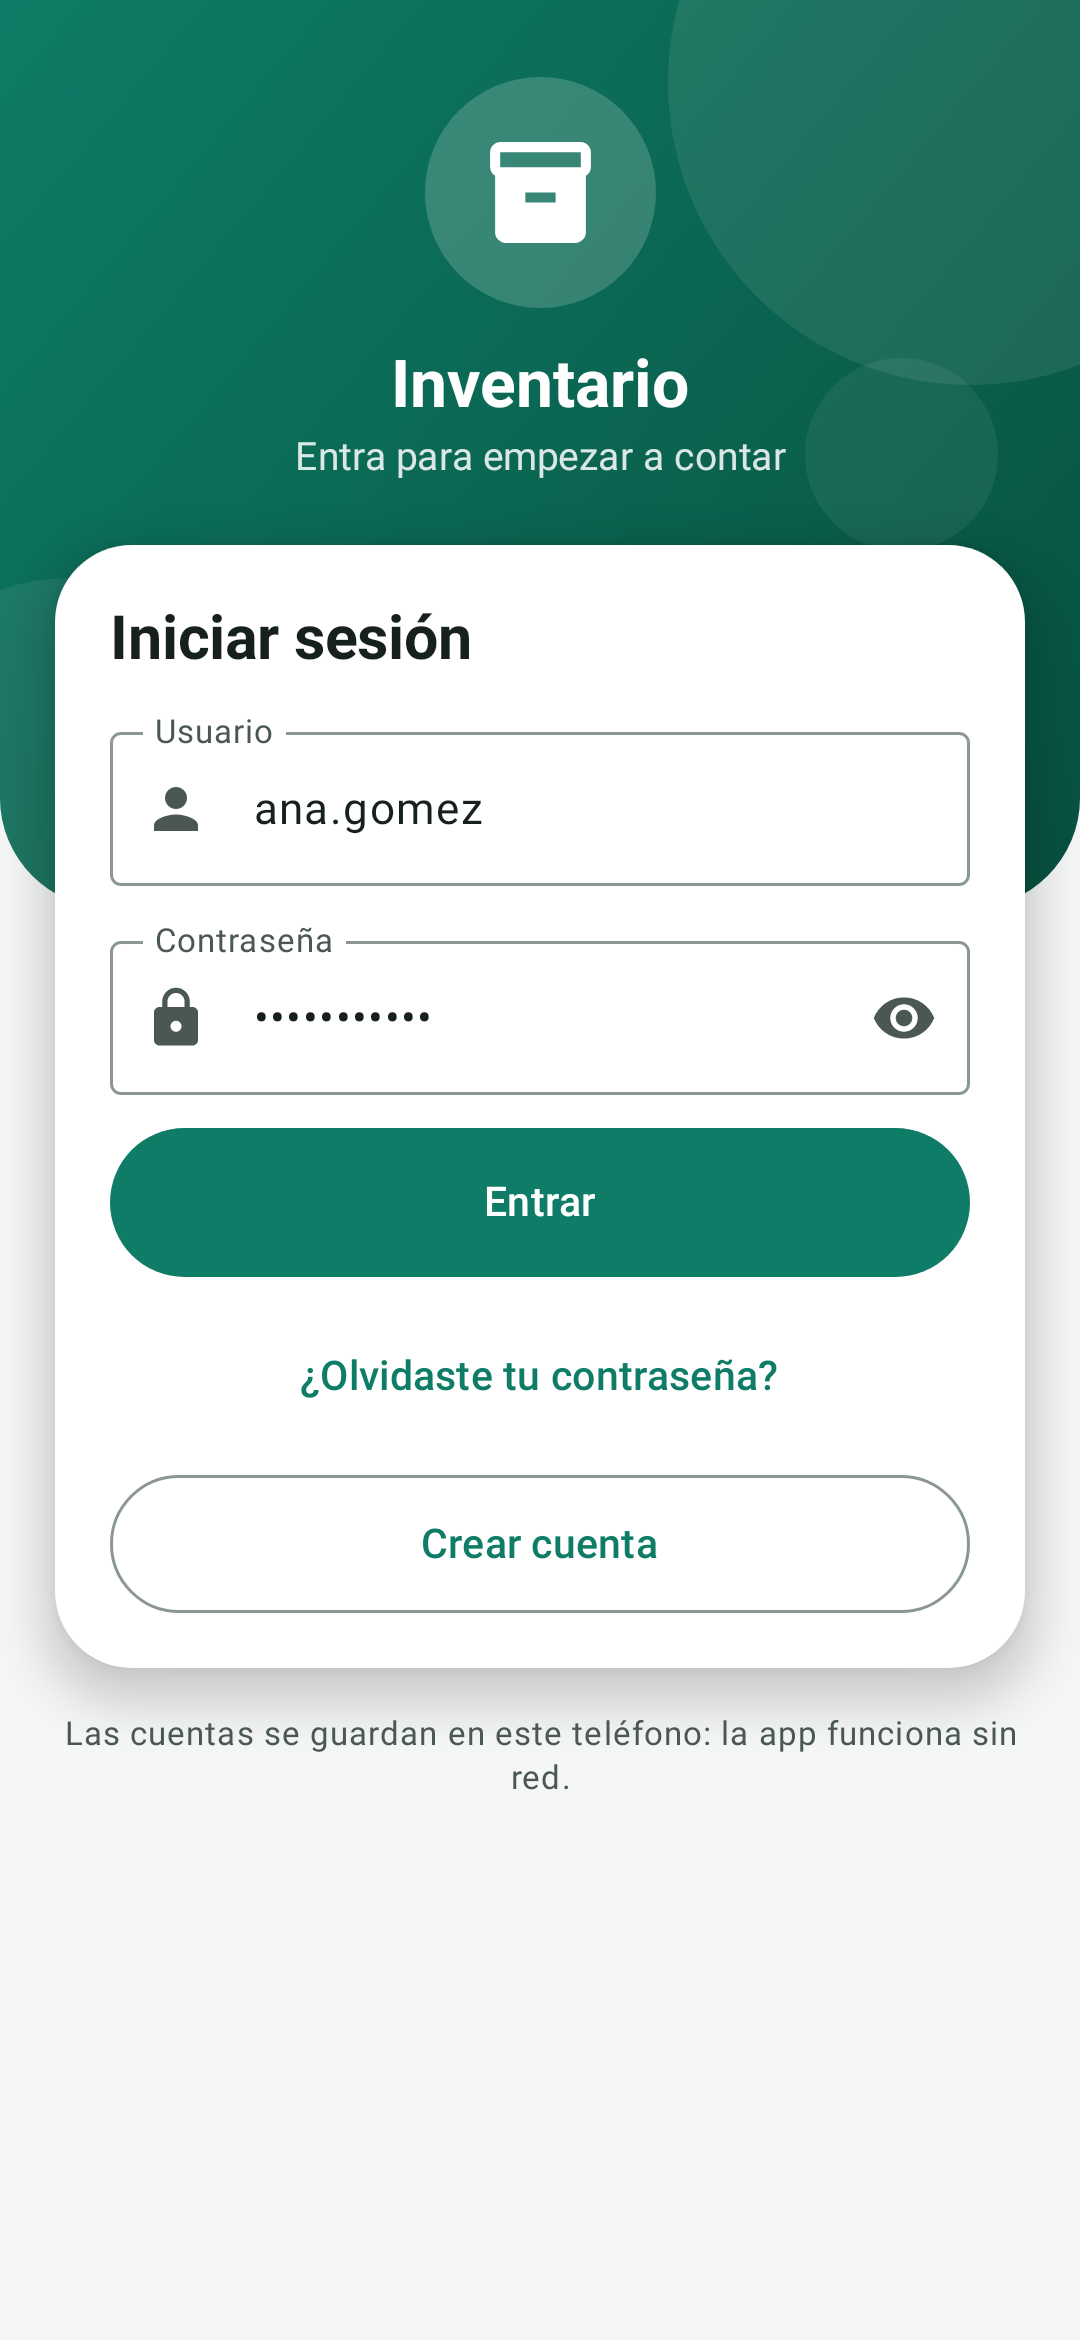 Inventario
Entra para empezar a contar
Iniciar sesión
Usuario
ana.gomez
Contraseña
•••••••••••
Entrar
¿Olvidaste tu contraseña?
Crear cuenta
Las cuentas se guardan en este teléfono: la app funciona sin
red.